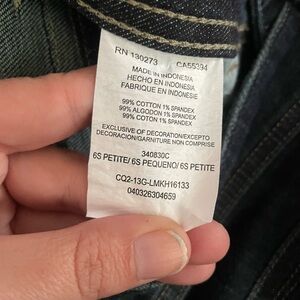 RN 130273 CA55394
MADE IN INDONESIA
HECHO EN INDONESIA
FABRIQUE EN INDONESIA
99% COTTON 1% SPANDEX
99% ALGODON 1% SPANDEX
99% COTON 1% SPANDEX
EXCLUSIVE OF DECORATION/EXCEPTO
DECORACION/GARNITURE NON COMPRISE
340830C
6S PETITE/ 6S PEQUENO/ 6S PETITE
CQ2-13G-LMKH16133
040326304659